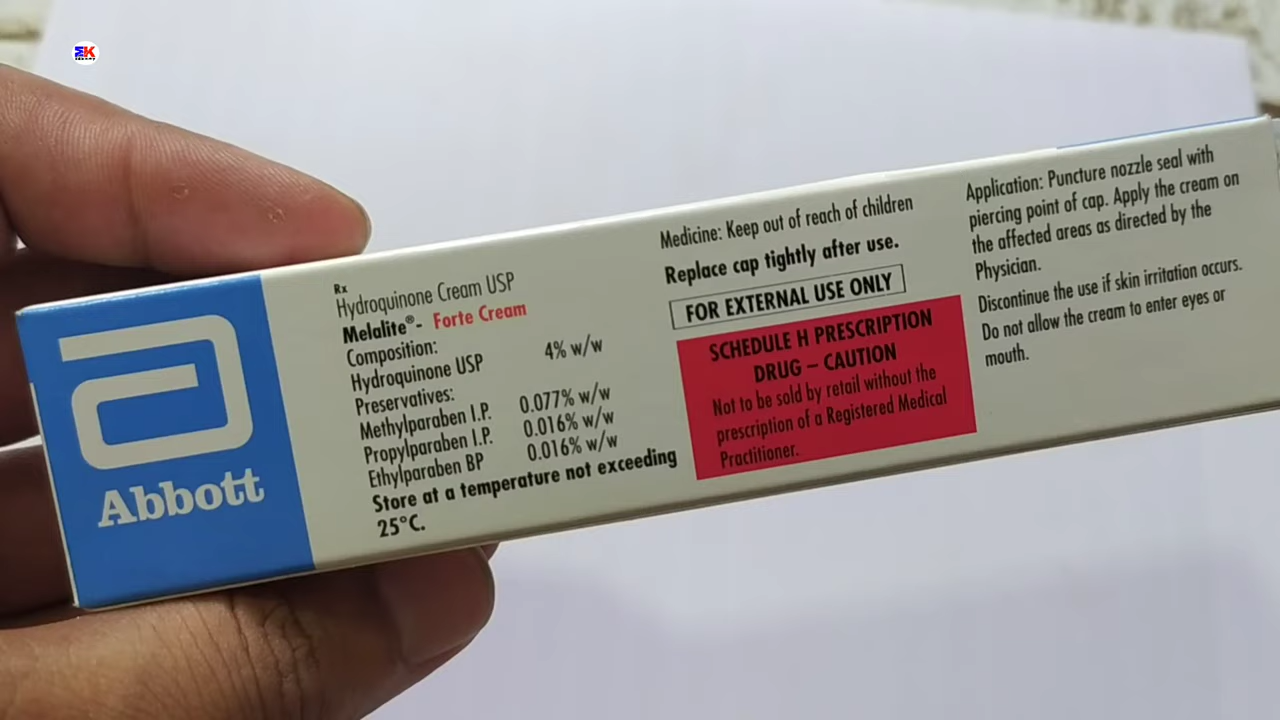 Abbott
Rx
Hydroquinone Cream USP
Melalite®- Forte Cream
Composition:
Hydroquinone USP 4% w/w
Preservatives:
Methylparaben I.P. 0.077% w/w
Propylparaben I.P. 0.016% w/w
Ethylparaben BP 0.016% w/w
Store at a temperature not exceeding
25°C.
Medicine: Keep out of reach of children
Replace cap tightly after use.
FOR EXTERNAL USE ONLY
SCHEDULE H PRESCRIPTION
DRUG – CAUTION
Not to be sold by retail without the
prescription of a Registered Medical
Practitioner.
Application: Puncture nozzle seal with
piercing point of cap. Apply the cream on
the affected areas as directed by the
Physician.
Discontinue the use if skin irritation occurs.
Do not allow the cream to enter eyes or
mouth.